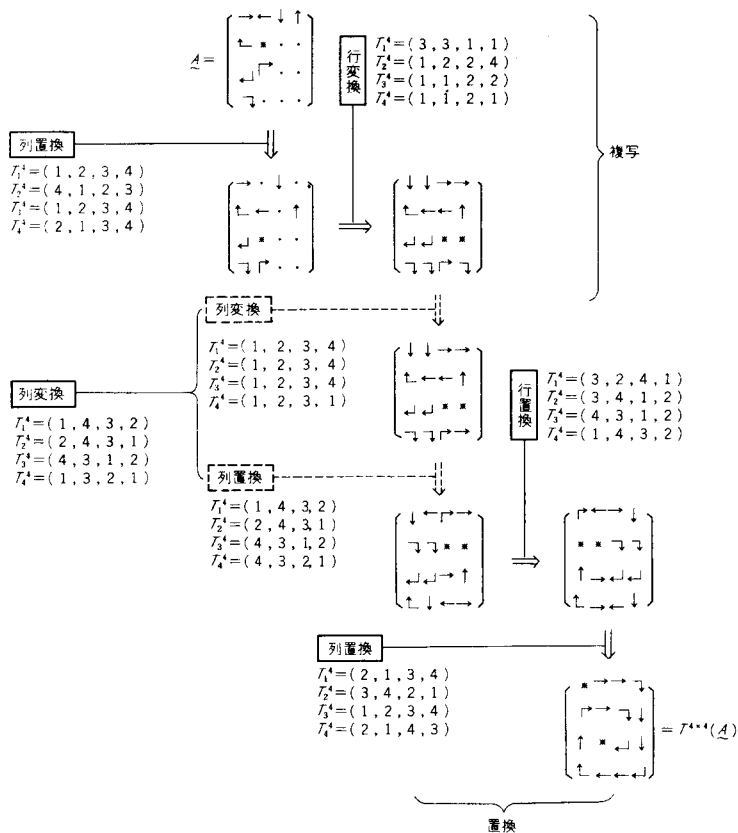 A = 
→ ← ↓ ↑
↰ ※ · ·
↲ ↱ · ·
↴ · · ·
行変換
T₁⁴=(3,3,1,1)
T₂⁴=(1,2,2,4)
T₃⁴=(1,1,2,2)
T₄⁴=(1,1,2,1)
複写
列置換
T₁⁴=(1,2,3,4)
T₂⁴=(4,1,2,3)
T₃⁴=(1,2,3,4)
T₄⁴=(2,1,3,4)
列変換
T₁⁴=(1,2,3,4)
T₂⁴=(1,2,3,4)
T₃⁴=(1,2,3,4)
T₄⁴=(1,2,3,1)
列変換
T₁⁴=(1,4,3,2)
T₂⁴=(2,4,3,1)
T₃⁴=(4,3,1,2)
T₄⁴=(1,3,2,1)
行置換
T₁⁴=(3,2,4,1)
T₂⁴=(3,4,1,2)
T₃⁴=(4,3,1,2)
T₄⁴=(1,4,3,2)
列置換
T₁⁴=(1,4,3,2)
T₂⁴=(2,4,3,1)
T₃⁴=(4,3,1,2)
T₄⁴=(4,3,2,1)
列置換
T₁⁴=(2,1,3,4)
T₂⁴=(3,4,2,1)
T₃⁴=(1,2,3,4)
T₄⁴=(2,1,4,3)
= T⁴ˣ⁴(A)
置換